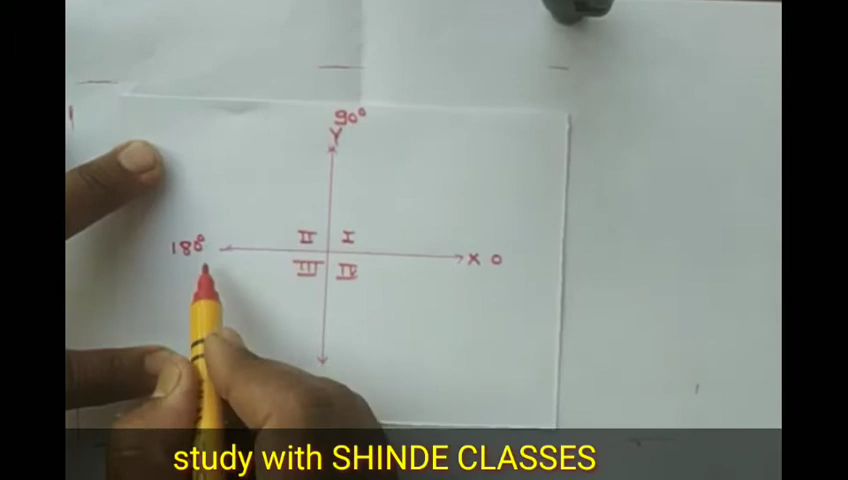 90°
Y
II I
180
X 0
III IV
study with SHINDE CLASSES